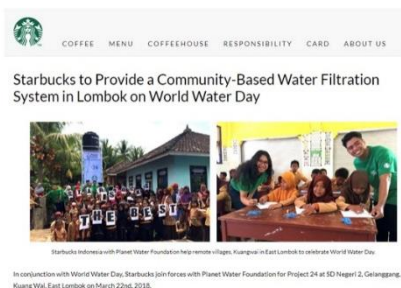 COFFEE MENU COFFEEHOUSE RESPONSIBILITY CARD ABOUT US
Starbucks to Provide a Community-Based Water Filtration
System in Lombok on World Water Day
THE BEST
Starbucks Indonesia with Planet Water Foundation help remote villages, Kuangwai in East Lombok to celebrate World Water Day.
In conjunction with World Water Day, Starbucks join forces with Planet Water Foundation for Project 24 at SD Negeri 2, Gelanggang,
Kuang Wai, East Lombok on March 22nd, 2018.